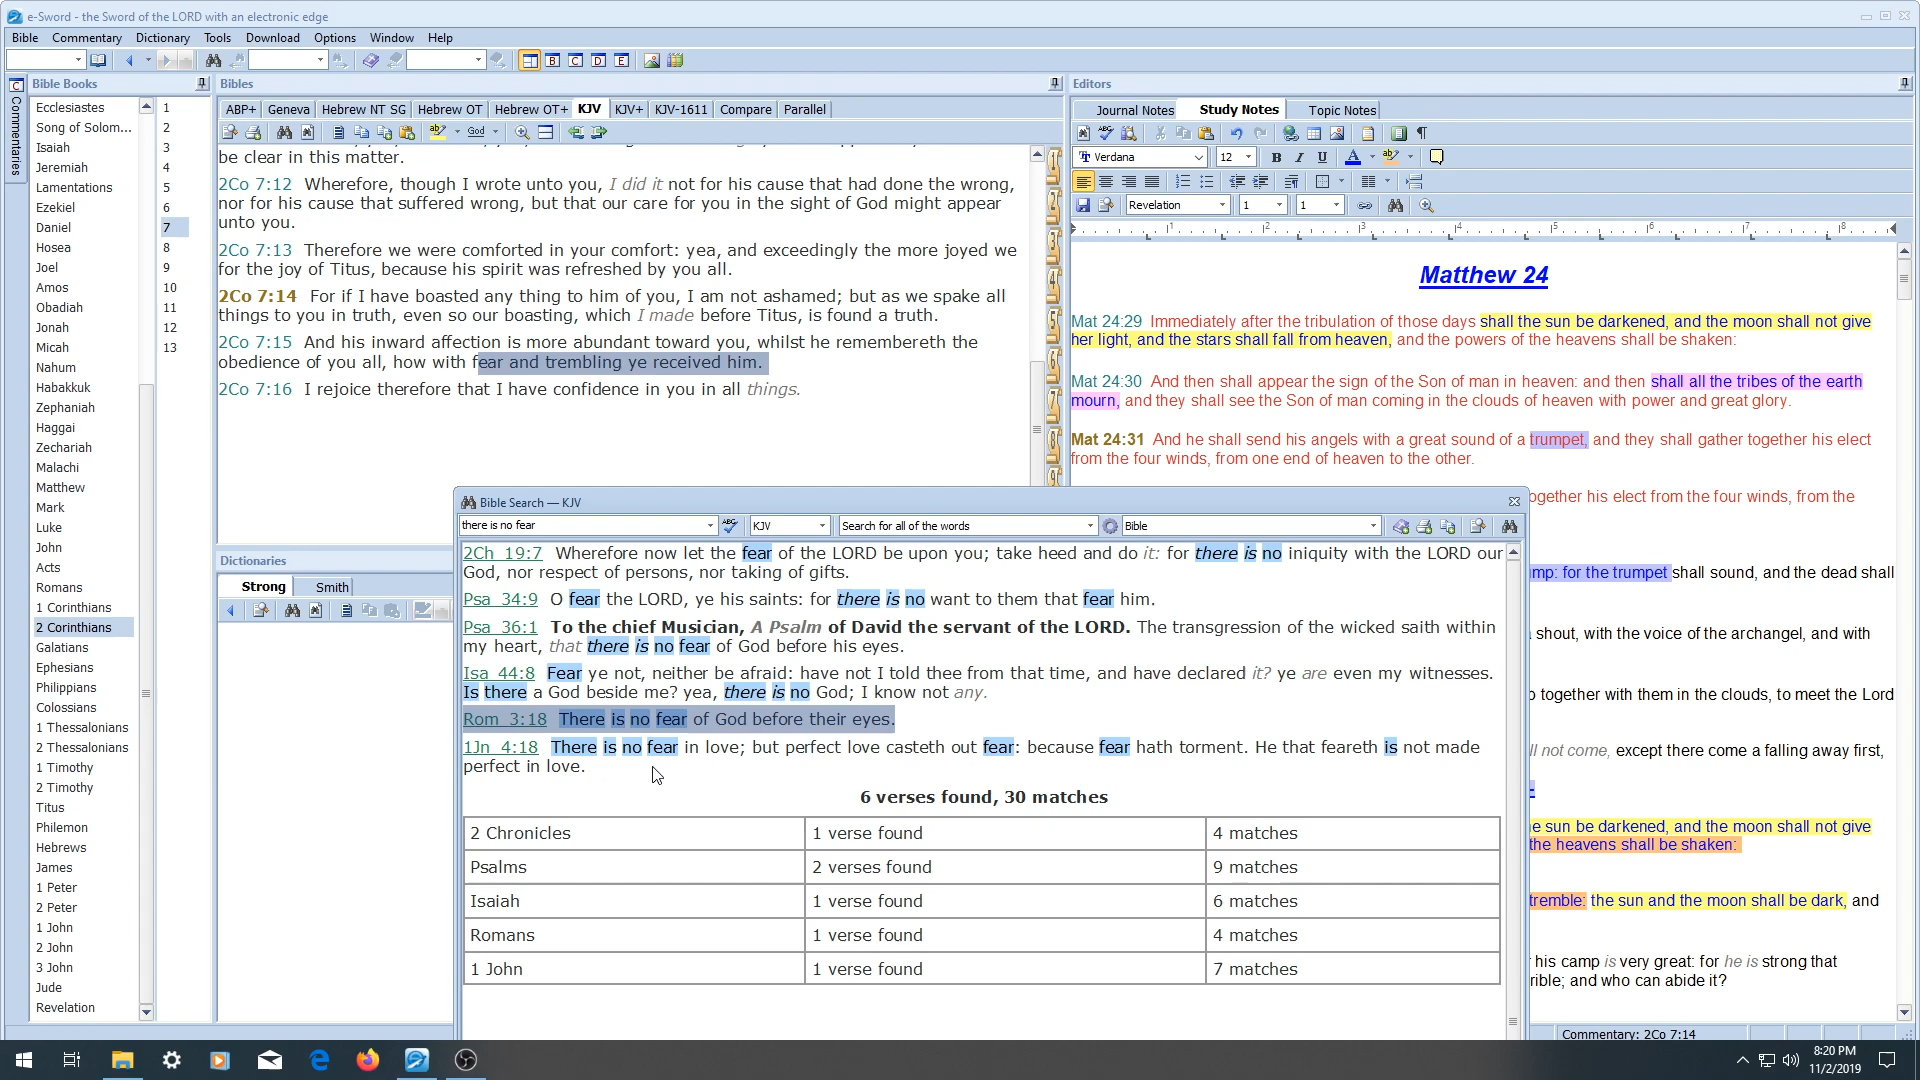 e-Sword - the Sword of the LORD with an electronic edge
Bible Commentary Dictionary Tools Download Options Window Help
B C D E
C Commentaries
Bible Books
Ecclesiastes
Song of Solom...
Isaiah
Jeremiah
Lamentations
Ezekiel
Daniel
Hosea
Joel
Amos
Obadiah
Jonah
Micah
Nahum
Habakkuk
Zephaniah
Haggai
Zechariah
Malachi
Matthew
Mark
Luke
John
Acts
Romans
1 Corinthians
2 Corinthians
Galatians
Ephesians
Philippians
Colossians
1 Thessalonians
2 Thessalonians
1 Timothy
2 Timothy
Titus
Philemon
Hebrews
James
1 Peter
2 Peter
1 John
2 John
3 John
Jude
Revelation
1
2
3
4
5
6
7
8
9
10
11
12
13
Bibles
ABP+ Geneva Hebrew NT SG Hebrew OT Hebrew OT+ KJV KJV+ KJV-1611 Compare Parallel
God
be clear in this matter.
2Co 7:12 Wherefore, though I wrote unto you, I did it not for his cause that had done the wrong,
nor for his cause that suffered wrong, but that our care for you in the sight of God might appear
unto you.
2Co 7:13 Therefore we were comforted in your comfort: yea, and exceedingly the more joyed we
for the joy of Titus, because his spirit was refreshed by you all.
2Co 7:14 For if I have boasted any thing to him of you, I am not ashamed; but as we spake all
things to you in truth, even so our boasting, which I made before Titus, is found a truth.
2Co 7:15 And his inward affection is more abundant toward you, whilst he remembereth the
obedience of you all, how with fear and trembling ye received him.
2Co 7:16 I rejoice therefore that I have confidence in you in all things.
1
2
3
4
5
6
7
8
9
Dictionaries
Strong Smith
Editors
Journal Notes Study Notes Topic Notes
Verdana 12 B I U A
Revelation 1 1
1 2 3 4 5 6 7 8
Matthew 24
Mat 24:29 Immediately after the tribulation of those days shall the sun be darkened, and the moon shall not give
her light, and the stars shall fall from heaven, and the powers of the heavens shall be shaken:
Mat 24:30 And then shall appear the sign of the Son of man in heaven: and then shall all the tribes of the earth
mourn, and they shall see the Son of man coming in the clouds of heaven with power and great glory.
Mat 24:31 And he shall send his angels with a great sound of a trumpet, and they shall gather together his elect
from the four winds, from one end of heaven to the other.
ogether his elect from the four winds, from the
mp: for the trumpet shall sound, and the dead shall
shout, with the voice of the archangel, and with
together with them in the clouds, to meet the Lord
ll not come, except there come a falling away first,
e sun be darkened, and the moon shall not give
the heavens shall be shaken:
tremble: the sun and the moon shall be dark, and
his camp is very great: for he is strong that
rible; and who can abide it?
Commentary: 2Co 7:14
Bible Search — KJV
there is no fear ABC KJV Search for all of the words Bible
2Ch 19:7 Wherefore now let the fear of the LORD be upon you; take heed and do it: for there is no iniquity with the LORD our
God, nor respect of persons, nor taking of gifts.
Psa 34:9 O fear the LORD, ye his saints: for there is no want to them that fear him.
Psa 36:1 To the chief Musician, A Psalm of David the servant of the LORD. The transgression of the wicked saith within
my heart, that there is no fear of God before his eyes.
Isa 44:8 Fear ye not, neither be afraid: have not I told thee from that time, and have declared it? ye are even my witnesses.
Is there a God beside me? yea, there is no God; I know not any.
Rom 3:18 There is no fear of God before their eyes.
1Jn 4:18 There is no fear in love; but perfect love casteth out fear: because fear hath torment. He that feareth is not made
perfect in love.
6 verses found, 30 matches
2 Chronicles 1 verse found 4 matches
Psalms 2 verses found 9 matches
Isaiah 1 verse found 6 matches
Romans 1 verse found 4 matches
1 John 1 verse found 7 matches
8:20 PM
11/2/2019